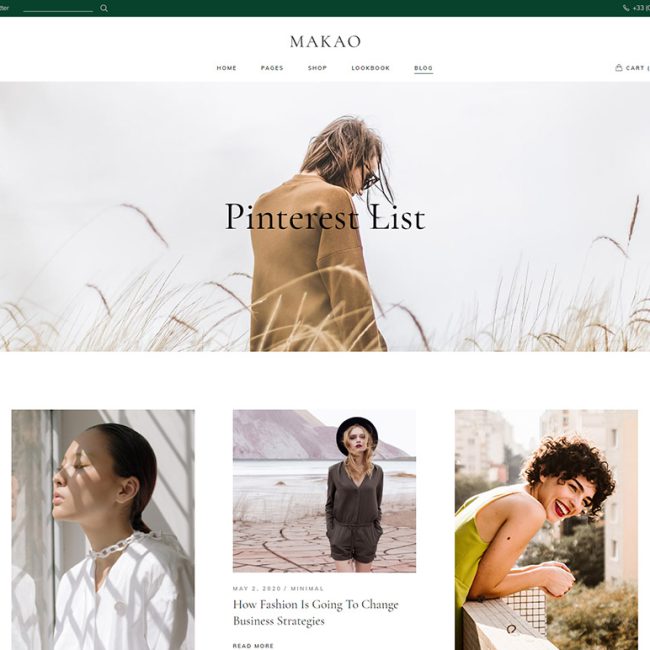 +33 (
MAKAO
HOME PAGES SHOP LOOKBOOK BLOG
CART (
Pinterest List
MAY 2, 2020 / MINIMAL
How Fashion Is Going To Change
Business Strategies
READ MORE